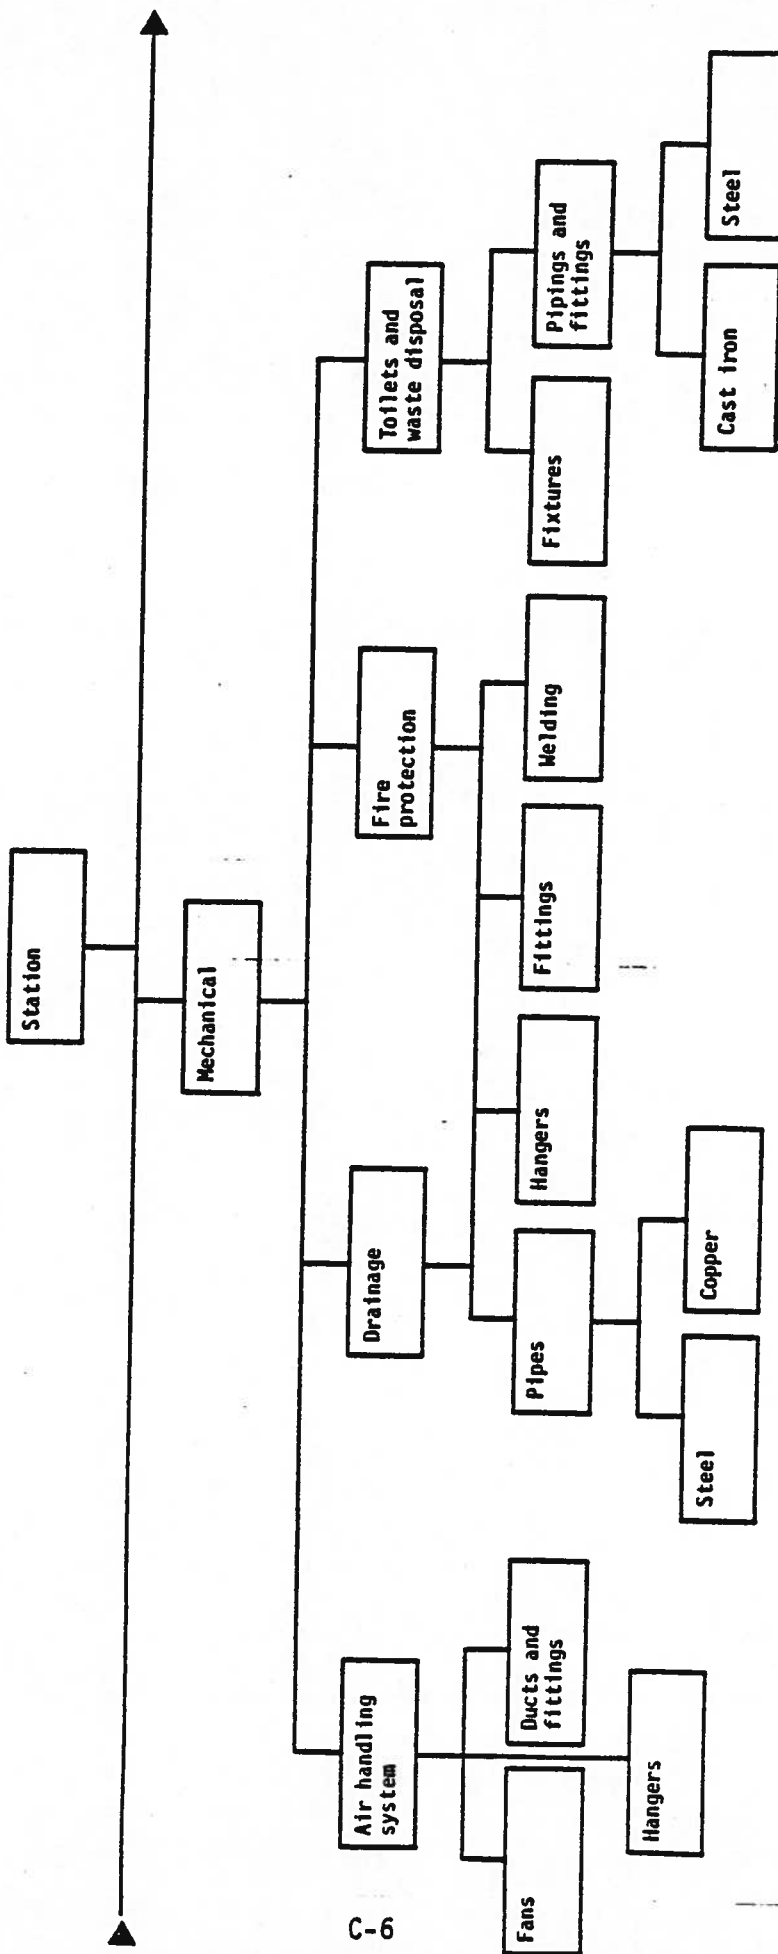 Station
Mechanical
Air handling
system
Drainage
Fire
protection
Toilets and
waste disposal
Fans
Ducts and
fittings
Hangers
Pipes
Hangers
Fittings
Welding
Fixtures
Pipings and
fittings
Steel
Copper
Cast iron
Steel
C-6